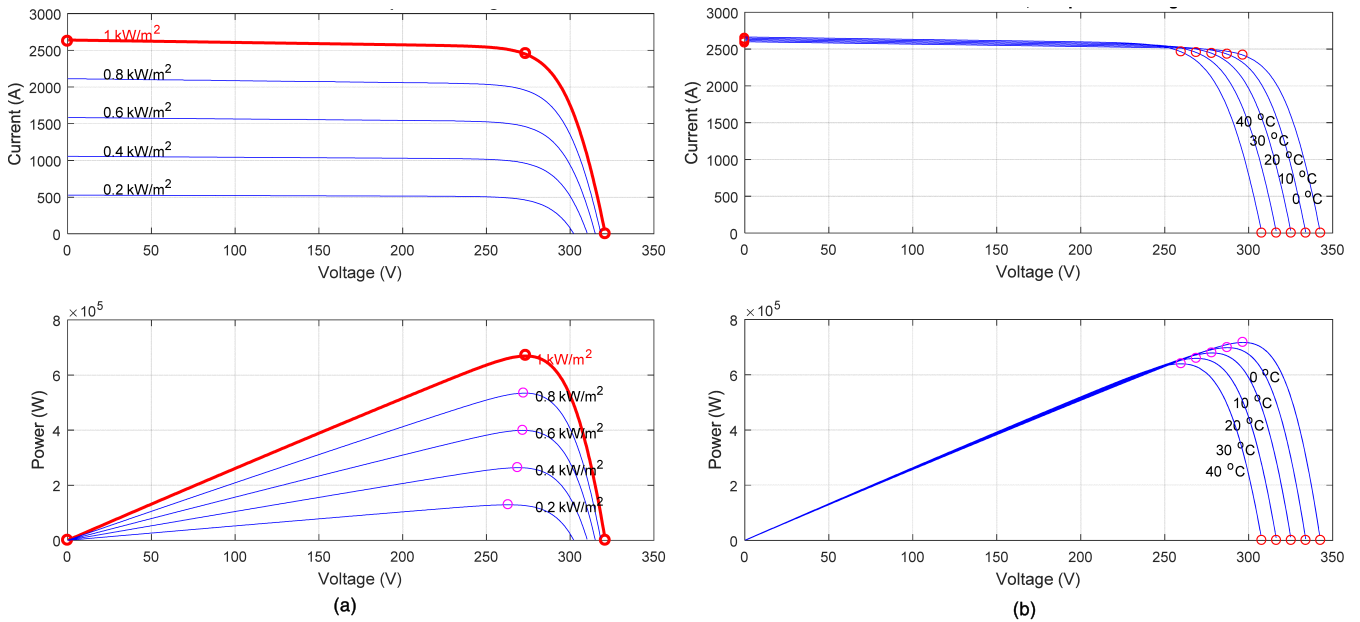 3000
2500
2000
1500
1000
500
0
Current (A)
1 kW/m²
0.8 kW/m²
0.6 kW/m²
0.4 kW/m²
0.2 kW/m²
0 50 100 150 200 250 300 350
Voltage (V)
3000
2500
2000
1500
1000
500
0
Current (A)
40 °C
30 °C
20 °C
10 °C
0 °C
0 50 100 150 200 250 300 350
Voltage (V)
×10⁵
8
6
4
2
0
Power (W)
1 kW/m²
0.8 kW/m²
0.6 kW/m²
0.4 kW/m²
0.2 kW/m²
0 50 100 150 200 250 300 350
Voltage (V)
(a)
×10⁵
8
6
4
2
0
Power (W)
0 °C
10 °C
20 °C
30 °C
40 °C
0 50 100 150 200 250 300 350
Voltage (V)
(b)